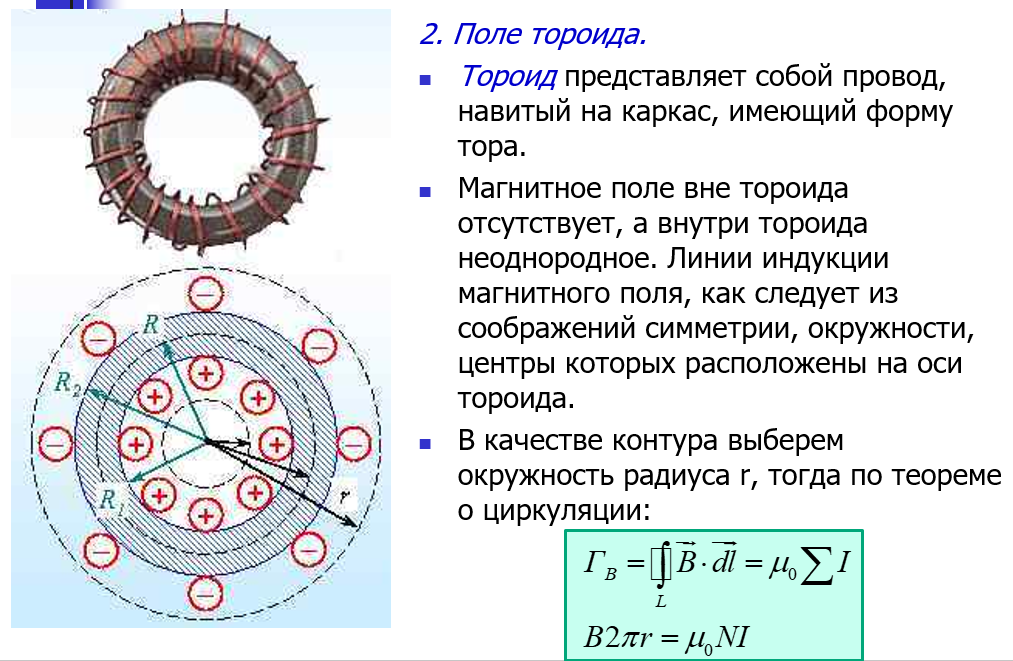 2. Поле тороида.
Тороид представляет собой провод,
навитый на каркас, имеющий форму
тора.
Магнитное поле вне тороида
отсутствует, а внутри тороида
неоднородное. Линии индукции
магнитного поля, как следует из
соображений симметрии, окружности,
центры которых расположены на оси
тороида.
В качестве контура выберем
окружность радиуса r, тогда по теореме
о циркуляции:
Г_B = ∮_L B⃗ · dl⃗ = μ₀ ∑ I
B2πr = μ₀NI
R
R₂
R₁
r